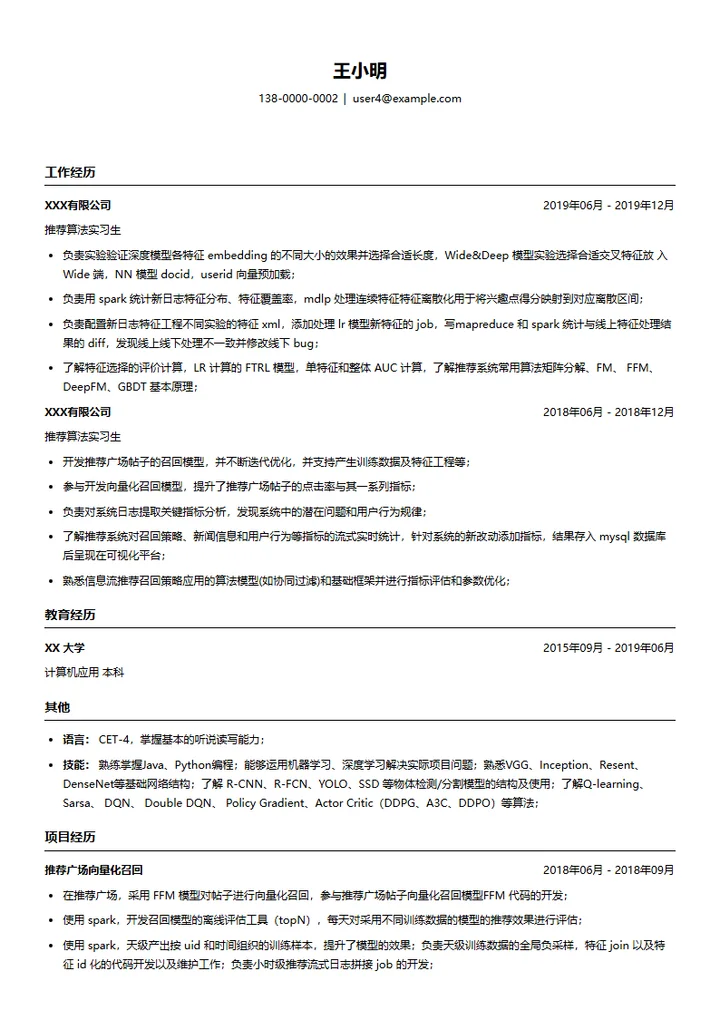 王小明
138-0000-0002 | user4@example.com
工作经历
XXX有限公司 2019年06月 - 2019年12月
推荐算法实习生
• 负责实验验证深度模型各特征 embedding 的不同大小的效果并选择合适长度，Wide&Deep 模型实验选择合适交叉特征放 入
Wide 端，NN 模型 docid，userid 向量预加载；
• 负责用 spark 统计新日志特征分布、特征覆盖率，mdlp 处理连续特征特征离散化用于将兴趣点得分映射到对应离散区间；
• 负责配置新日志特征工程不同实验的特征 xml，添加处理 lr 模型新特征的 job，写mapreduce 和 spark 统计与线上特征处理结
果的 diff，发现线上线下处理不一致并修改线下 bug；
• 了解特征选择的评价计算，LR 计算的 FTRL 模型，单特征和整体 AUC 计算，了解推荐系统常用算法矩阵分解、FM、 FFM、
DeepFM、GBDT 基本原理；
XXX有限公司 2018年06月 - 2018年12月
推荐算法实习生
• 开发推荐广场帖子的召回模型，并不断迭代优化，并支持产生训练数据及特征工程等；
• 参与开发向量化召回模型，提升了推荐广场帖子的点击率与其一系列指标；
• 负责对系统日志提取关键指标分析，发现系统中的潜在问题和用户行为规律；
• 了解推荐系统对召回策略、新闻信息和用户行为等指标的流式实时统计，针对系统的新改动添加指标，结果存入 mysql 数据库
后呈现在可视化平台；
• 熟悉信息流推荐召回策略应用的算法模型(如协同过滤)和基础框架并进行指标评估和参数优化；
教育经历
XX 大学 2015年09月 - 2019年06月
计算机应用 本科
其他
• 语言： CET-4，掌握基本的听说读写能力；
• 技能： 熟练掌握Java、Python编程；能够运用机器学习、深度学习解决实际项目问题；熟悉VGG、Inception、Resent、
DenseNet等基础网络结构；了解 R-CNN、R-FCN、YOLO、SSD 等物体检测/分割模型的结构及使用；了解Q-learning、
Sarsa、 DQN、 Double DQN、 Policy Gradient、Actor Critic（DDPG、A3C、DDPO）等算法；
项目经历
推荐广场向量化召回 2018年06月 - 2018年09月
• 在推荐广场，采用 FFM 模型对帖子进行向量化召回，参与推荐广场帖子向量化召回模型FFM 代码的开发；
• 使用 spark，开发召回模型的离线评估工具（topN），每天对采用不同训练数据的模型的推荐效果进行评估；
• 使用 spark，天级产出按 uid 和时间组织的训练样本，提升了模型的效果；负责天级训练数据的全局负采样，特征 join 以及特
征 id 化的代码开发以及维护工作；负责小时级推荐流式日志拼接 job 的开发；